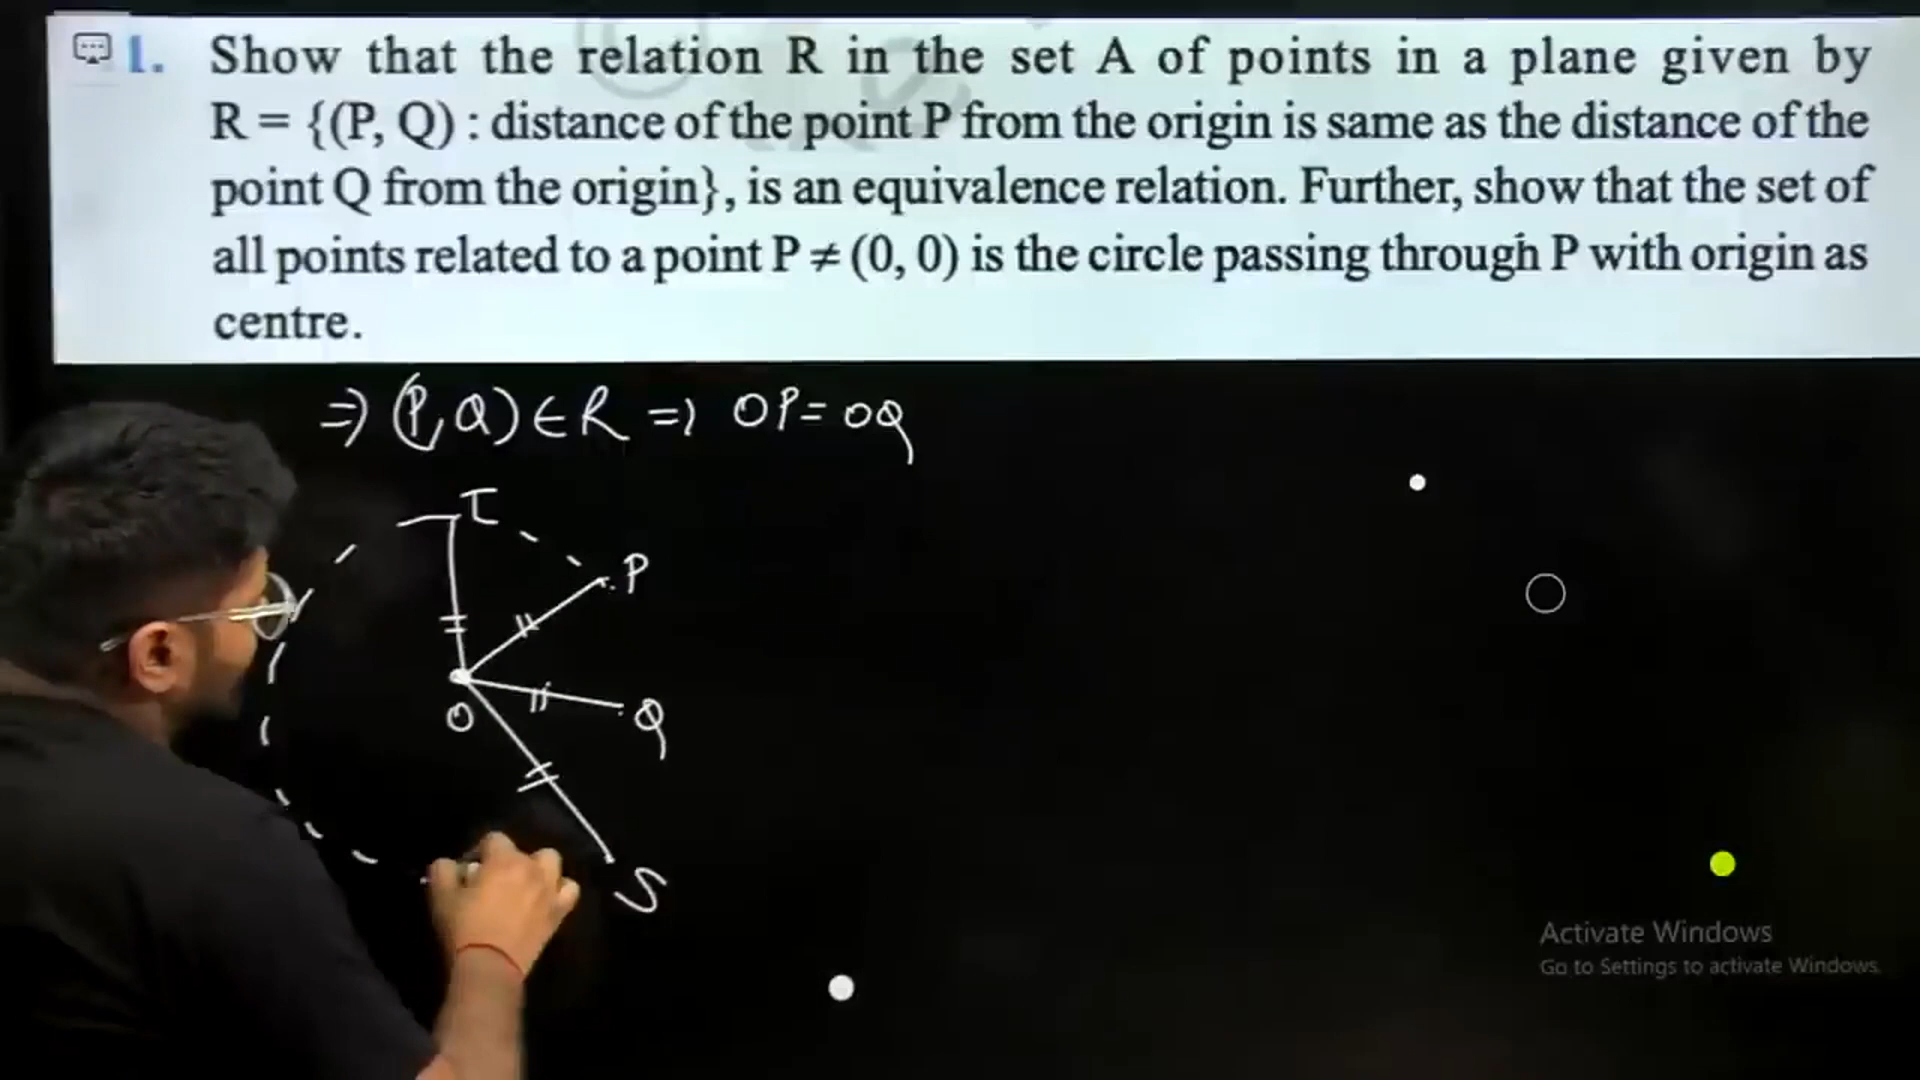 1. Show that the relation R in the set A of points in a plane given by
R = {(P, Q) : distance of the point P from the origin is same as the distance of the
point Q from the origin}, is an equivalence relation. Further, show that the set of
all points related to a point P ≠ (0, 0) is the circle passing through P with origin as
centre.
⇒ (P, Q) ∈ R ⇒ OP = OQ
T
P
O
Q
S
Activate Windows
Go to Settings to activate Windows.